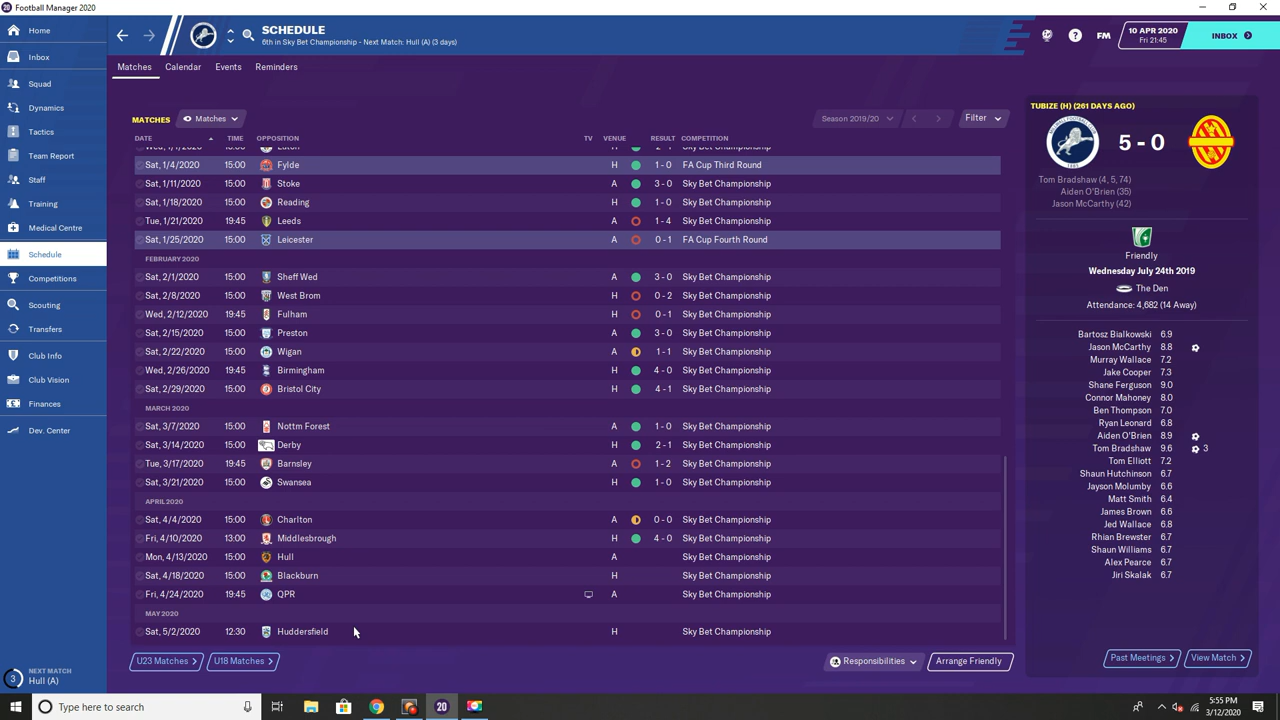 20 Football Manager 2020
Home
Inbox
Squad
Dynamics
Tactics
Team Report
Staff
Training
Medical Centre
Schedule
Competitions
Scouting
Transfers
Club Info
Club Vision
Finances
Dev. Center
3 NEXT MATCH
Hull (A)
SCHEDULE
6th in Sky Bet Championship - Next Match: Hull (A) (3 days)
FM
10 APR 2020
Fri 21:45
INBOX
Matches Calendar Events Reminders
MATCHES Matches Season 2019/20 Filter
DATE TIME OPPOSITION TV VENUE RESULT COMPETITION
Sat, 1/4/2020 15:00 Fylde H 1 - 0 FA Cup Third Round
Sat, 1/11/2020 15:00 Stoke A 3 - 0 Sky Bet Championship
Sat, 1/18/2020 15:00 Reading H 1 - 0 Sky Bet Championship
Tue, 1/21/2020 19:45 Leeds A 1 - 4 Sky Bet Championship
Sat, 1/25/2020 15:00 Leicester A 0 - 1 FA Cup Fourth Round
FEBRUARY 2020
Sat, 2/1/2020 15:00 Sheff Wed A 3 - 0 Sky Bet Championship
Sat, 2/8/2020 15:00 West Brom H 0 - 2 Sky Bet Championship
Wed, 2/12/2020 19:45 Fulham H 0 - 1 Sky Bet Championship
Sat, 2/15/2020 15:00 Preston A 3 - 0 Sky Bet Championship
Sat, 2/22/2020 15:00 Wigan A 1 - 1 Sky Bet Championship
Wed, 2/26/2020 19:45 Birmingham H 4 - 0 Sky Bet Championship
Sat, 2/29/2020 15:00 Bristol City H 4 - 1 Sky Bet Championship
MARCH 2020
Sat, 3/7/2020 15:00 Nottm Forest A 1 - 0 Sky Bet Championship
Sat, 3/14/2020 15:00 Derby H 2 - 1 Sky Bet Championship
Tue, 3/17/2020 19:45 Barnsley A 1 - 2 Sky Bet Championship
Sat, 3/21/2020 15:00 Swansea H 1 - 0 Sky Bet Championship
APRIL 2020
Sat, 4/4/2020 15:00 Charlton A 0 - 0 Sky Bet Championship
Fri, 4/10/2020 13:00 Middlesbrough H 4 - 0 Sky Bet Championship
Mon, 4/13/2020 15:00 Hull A Sky Bet Championship
Sat, 4/18/2020 15:00 Blackburn H Sky Bet Championship
Fri, 4/24/2020 19:45 QPR A Sky Bet Championship
MAY 2020
Sat, 5/2/2020 12:30 Huddersfield H Sky Bet Championship
U23 Matches U18 Matches Responsibilities Arrange Friendly
TUBIZE (H) (261 DAYS AGO)
5 - 0
Tom Bradshaw (4, 5, 74)
Aiden O'Brien (35)
Jason McCarthy (42)
Friendly
Wednesday July 24th 2019
The Den
Attendance: 4,682 (14 Away)
Bartosz Bialkowski 6.9
Jason McCarthy 8.8
Murray Wallace 7.2
Jake Cooper 7.3
Shane Ferguson 9.0
Connor Mahoney 8.0
Ben Thompson 7.0
Ryan Leonard 6.8
Aiden O'Brien 8.9
Tom Bradshaw 9.6 3
Tom Elliott 7.2
Shaun Hutchinson 6.7
Jayson Molumby 6.6
Matt Smith 6.4
James Brown 6.6
Jed Wallace 6.8
Rhian Brewster 6.7
Shaun Williams 6.7
Alex Pearce 6.7
Jiri Skalak 6.7
Past Meetings View Match
Type here to search
20
5:55 PM
3/12/2020